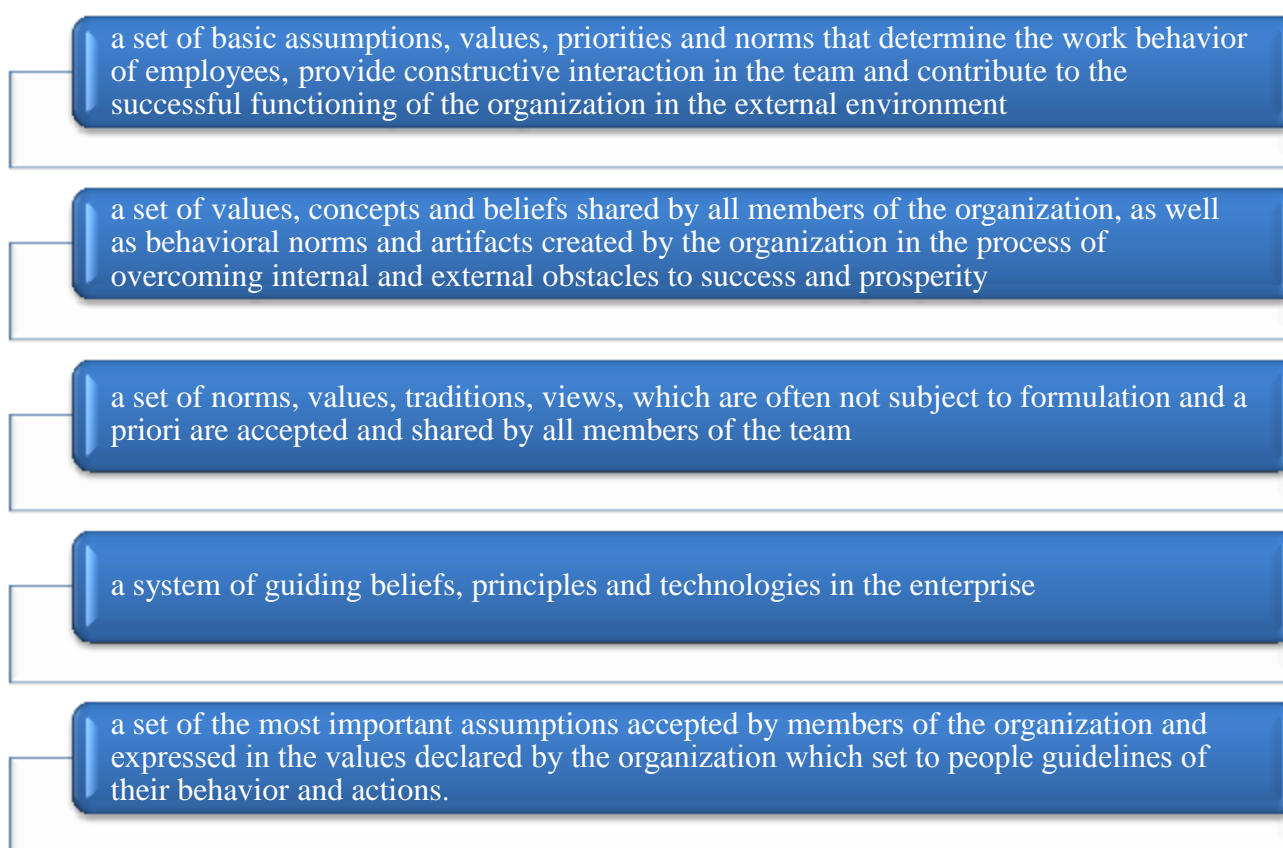 a set of basic assumptions, values, priorities and norms that determine the work behavior
of employees, provide constructive interaction in the team and contribute to the
successful functioning of the organization in the external environment
a set of values, concepts and beliefs shared by all members of the organization, as well
as behavioral norms and artifacts created by the organization in the process of
overcoming internal and external obstacles to success and prosperity
a set of norms, values, traditions, views, which are often not subject to formulation and a
priori are accepted and shared by all members of the team
a system of guiding beliefs, principles and technologies in the enterprise
a set of the most important assumptions accepted by members of the organization and
expressed in the values declared by the organization which set to people guidelines of
their behavior and actions.